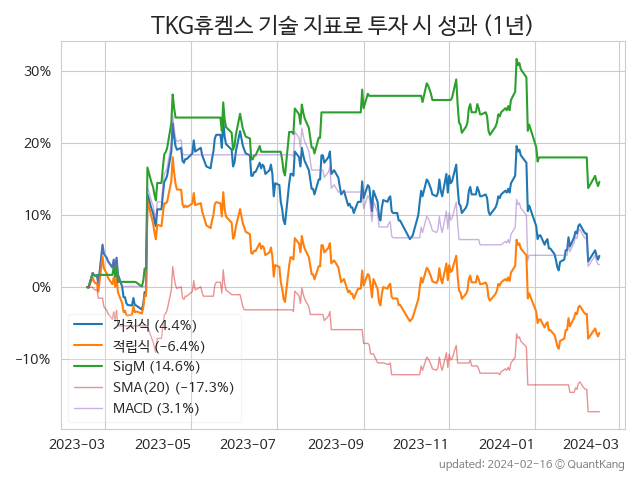 TKG휴켐스 기술 지표로 투자 시 성과 (1년)
30%
20%
10%
0%
−10%
거치식 (4.4%)
적립식 (−6.4%)
SigM (14.6%)
SMA(20) (−17.3%)
MACD (3.1%)
2023-03 2023-05 2023-07 2023-09 2023-11 2024-01 2024-03
updated: 2024-02-16 © QuantKang